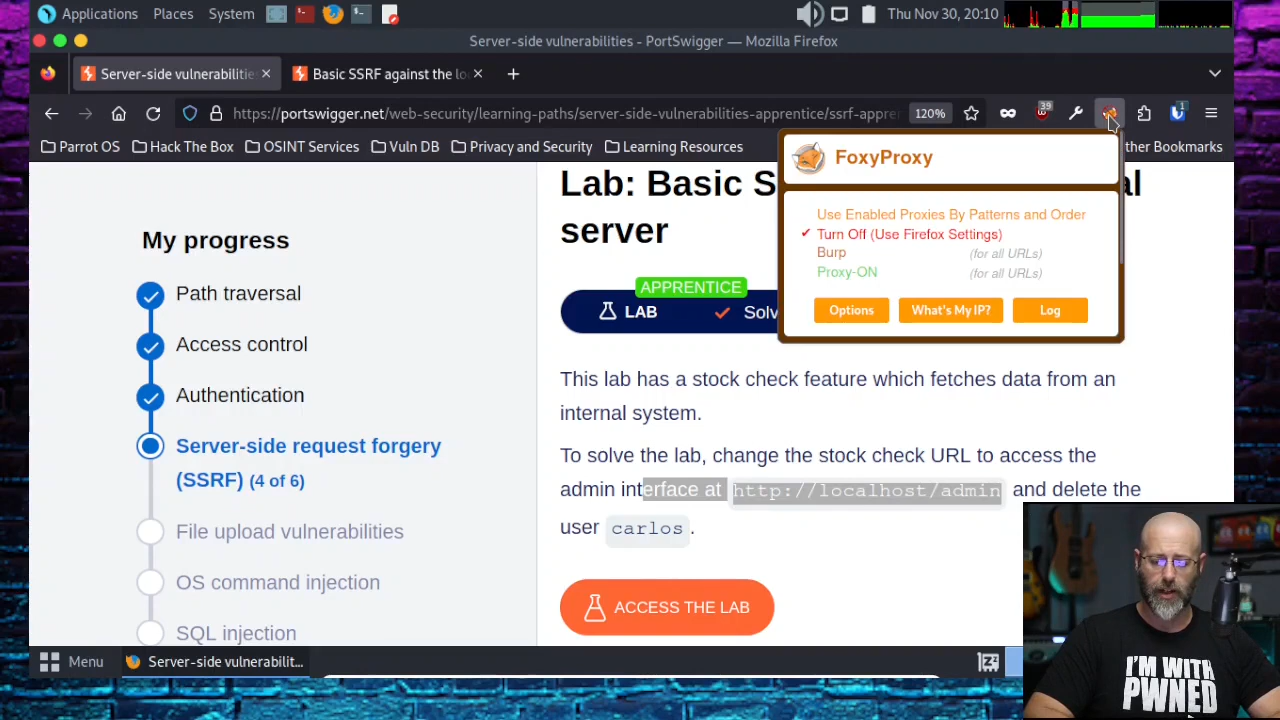 Applications Places System Thu Nov 30, 20:10
Server-side vulnerabilities - PortSwigger — Mozilla Firefox
Server-side vulnerabilitie Basic SSRF against the lo
https://portswigger.net/web-security/learning-paths/server-side-vulnerabilities-apprentice/ssrf-appre 120% 39 1
Parrot OS Hack The Box OSINT Services Vuln DB Privacy and Security Learning Resources ther Bookmarks
FoxyProxy
Use Enabled Proxies By Patterns and Order
Turn Off (Use Firefox Settings)
Burp (for all URLs)
Proxy-ON (for all URLs)
Options What's My IP? Log
My progress
Path traversal
Access control
Authentication
Server-side request forgery
(SSRF) (4 of 6)
File upload vulnerabilities
OS command injection
SQL injection
Lab: Basic S al
server
APPRENTICE
LAB Solv
This lab has a stock check feature which fetches data from an
internal system.
To solve the lab, change the stock check URL to access the
admin interface at http://localhost/admin and delete the
user carlos.
ACCESS THE LAB
I'M WITH
PWNED
Menu Server-side vulnerabilit...